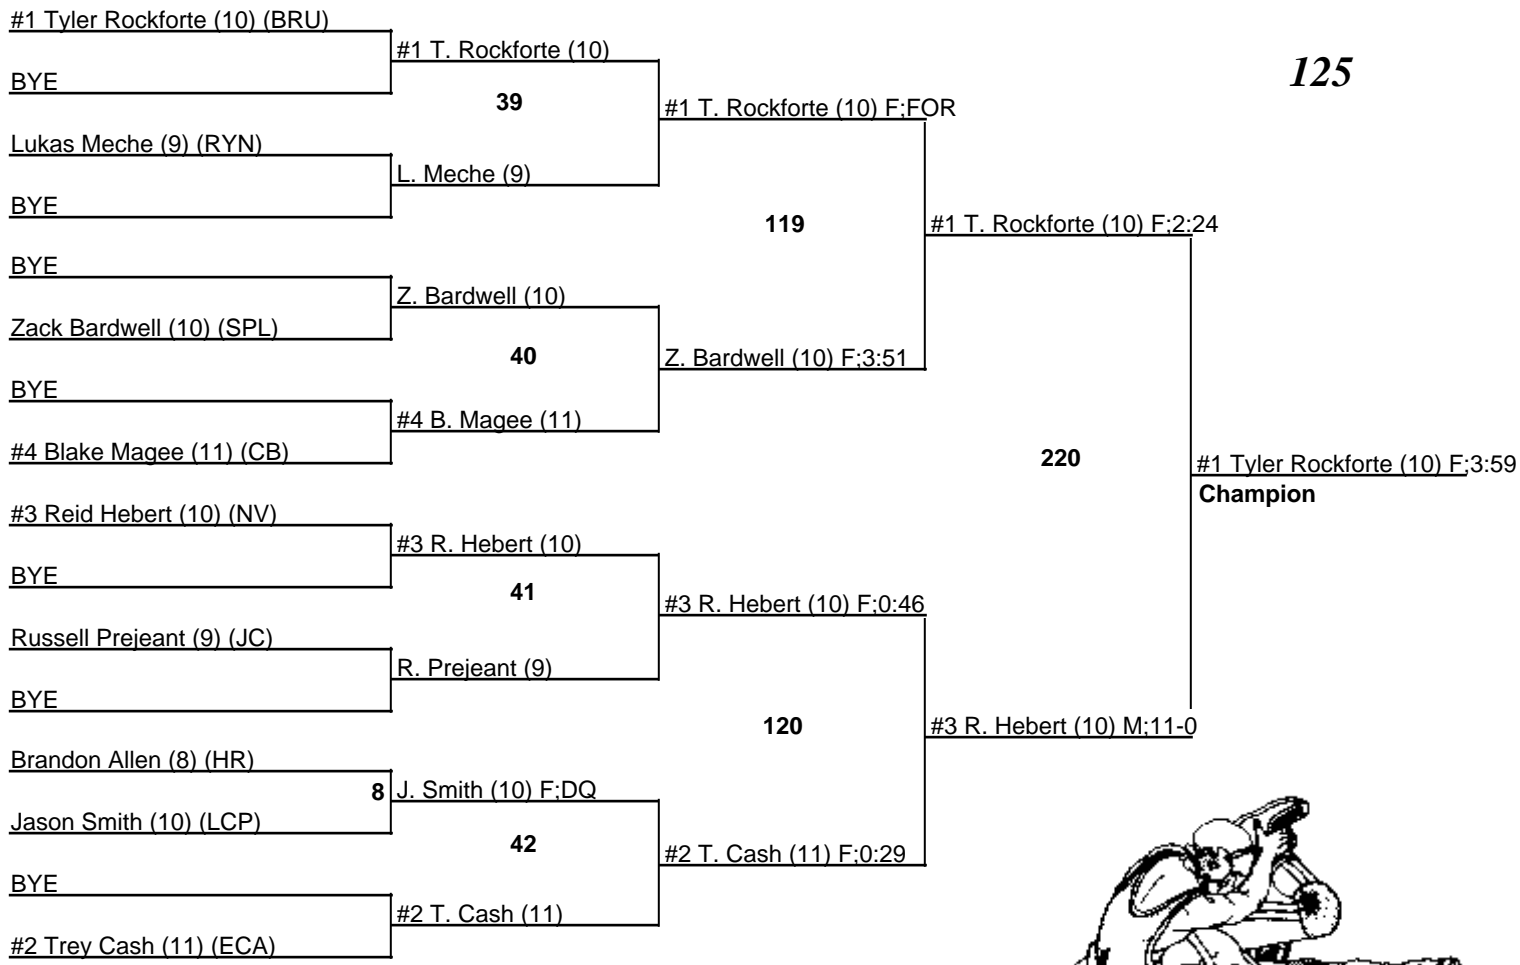 #1 Tyler Rockforte (10) (BRU)
BYE
Lukas Meche (9) (RYN)
BYE
BYE
Zack Bardwell (10) (SPL)
BYE
#4 Blake Magee (11) (CB)
#3 Reid Hebert (10) (NV)
BYE
Russell Prejeant (9) (JC)
BYE
Brandon Allen (8) (HR)
Jason Smith (10) (LCP)
BYE
#2 Trey Cash (11) (ECA)
8
#1 T. Rockforte (10)
39
L. Meche (9)
Z. Bardwell (10)
40
#4 B. Magee (11)
#3 R. Hebert (10)
41
R. Prejeant (9)
J. Smith (10) F;DQ
42
#2 T. Cash (11)
#1 T. Rockforte (10) F;FOR
119
Z. Bardwell (10) F;3:51
#3 R. Hebert (10) F;0:46
120
#2 T. Cash (11) F;0:29
#1 T. Rockforte (10) F;2:24
220
#3 R. Hebert (10) M;11-0
125
#1 Tyler Rockforte (10) F;3:59
Champion